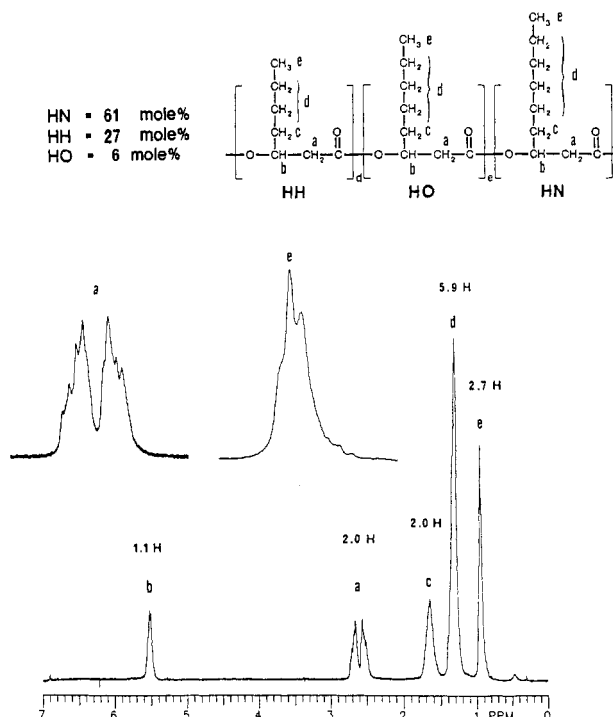 HN = 61 mole%
HH = 27 mole%
HO = 6 mole%
CH₃ e
CH₂
CH₂
d
CH₂ c
a
O
O CH CH₂ C
b
HH
d
CH₃ e
CH₂
CH₂
CH₂
CH₂
d
CH₂ c
a
O
O CH CH₂ C
b
HO
e
CH₃ e
CH₂
CH₂
CH₂
CH₂
CH₂
d
CH₂ c
a
O
O CH CH₂ C
b
HN
a
e
5.9 H
d
2.7 H
e
1.1 H
b
2.0 H
a
2.0 H
c
7 6 5 4 3 2 1 PPM 0